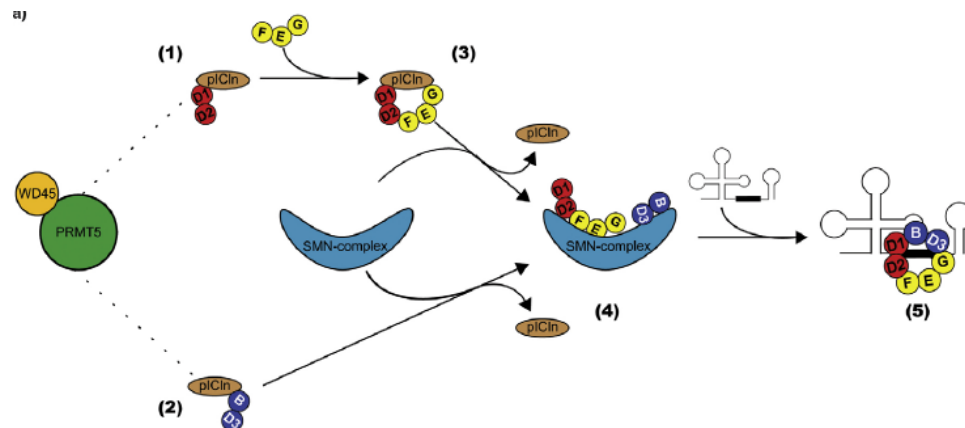 a)
F E G
(1)
(3)
pICln
D1
D2
pICln
D1
D2
F
E
G
pICln
WD45
PRMT5
SMN-complex
D1
D2
F
E
G
D3
B
SMN-complex
(4)
B
D1
D3
D2
G
F
E
(5)
pICln
pICln
B
D3
(2)